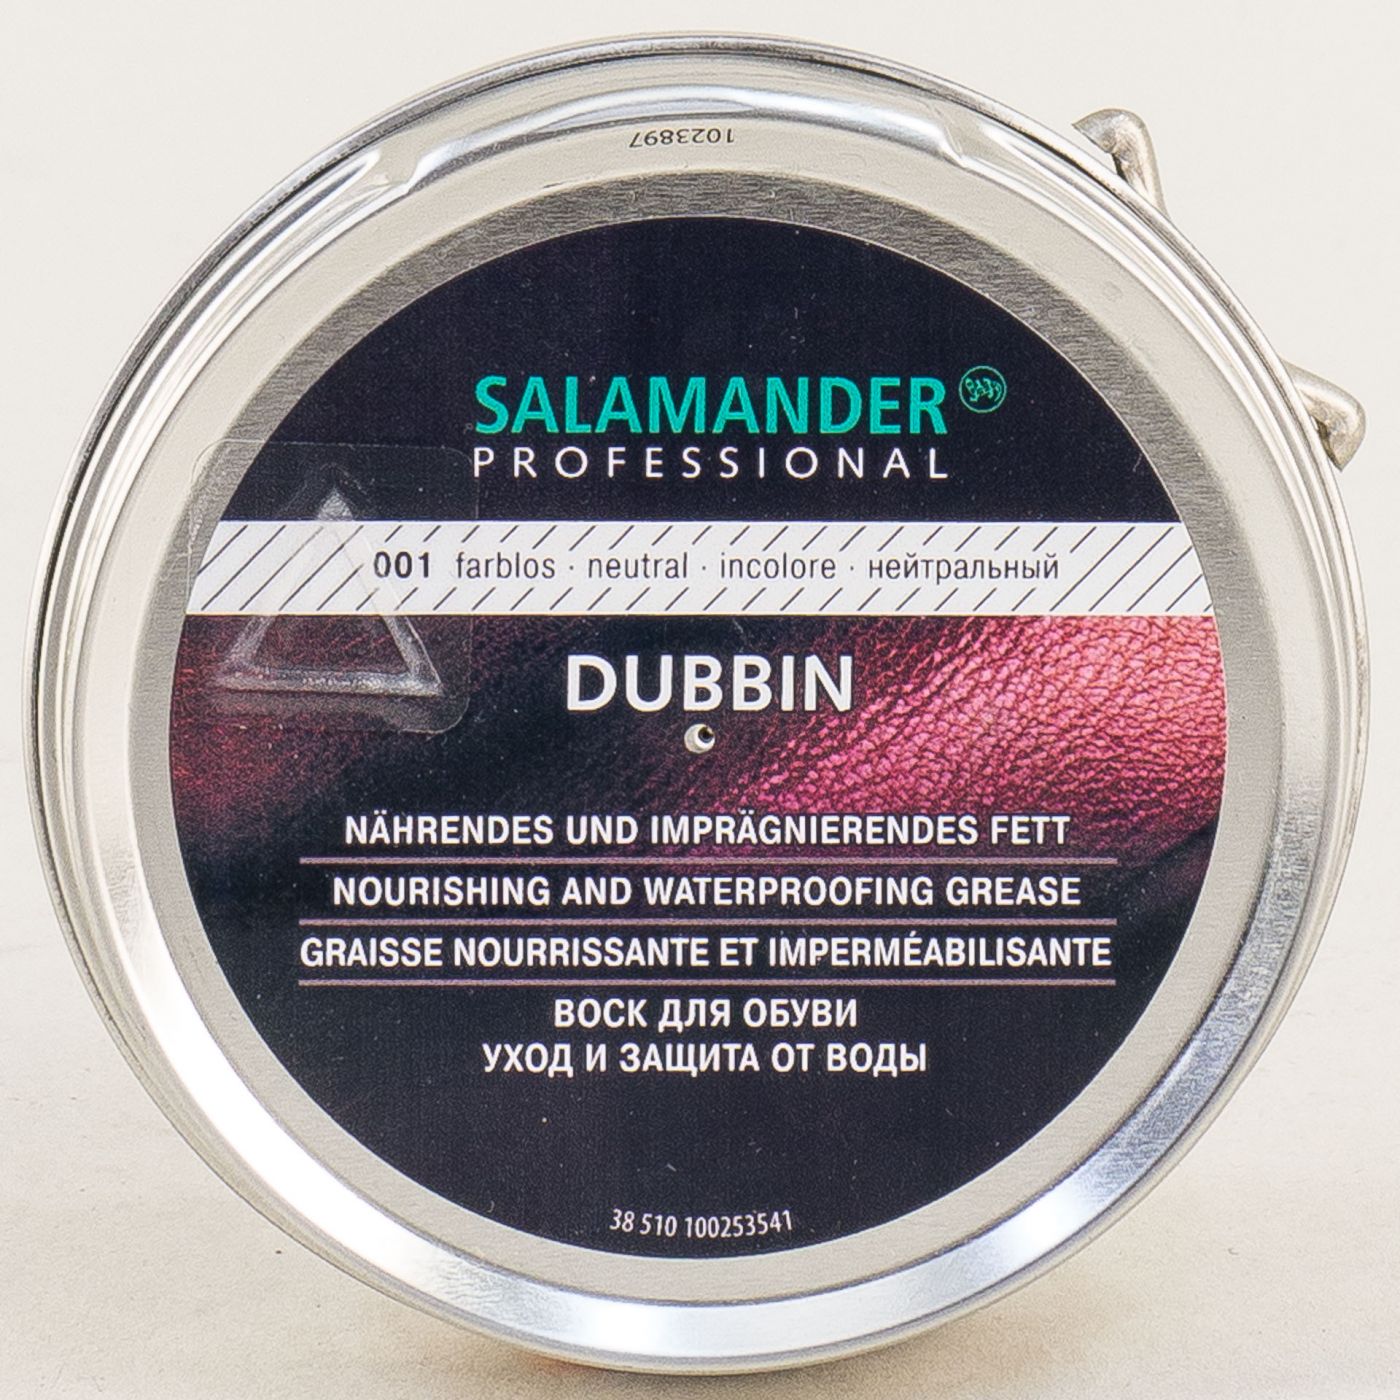 1023897
SALAMANDER
PROFESSIONAL
001 farblos · neutral · incolore · нейтральный
DUBBIN
NÄHRENDES UND IMPRÄGNIERENDES FETT
NOURISHING AND WATERPROOFING GREASE
GRAISSE NOURRISSANTE ET IMPERMÉABILISANTE
ВОСК ДЛЯ ОБУВИ
УХОД И ЗАЩИТА ОТ ВОДЫ
38 510 100253541